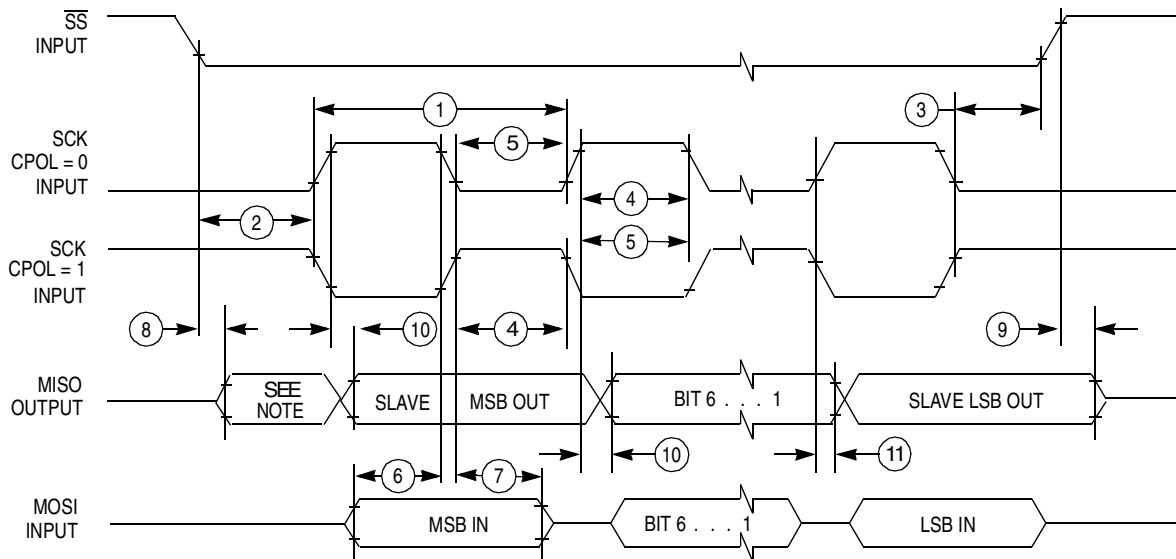 SS
INPUT
1
3
SCK
CPOL = 0
INPUT
5
4
2
SCK
CPOL = 1
INPUT
5
8
10
4
9
MISO
OUTPUT
SEE
NOTE
SLAVE
MSB OUT
BIT 6 . . . 1
SLAVE LSB OUT
6
7
10
11
MOSI
INPUT
MSB IN
BIT 6 . . . 1
LSB IN